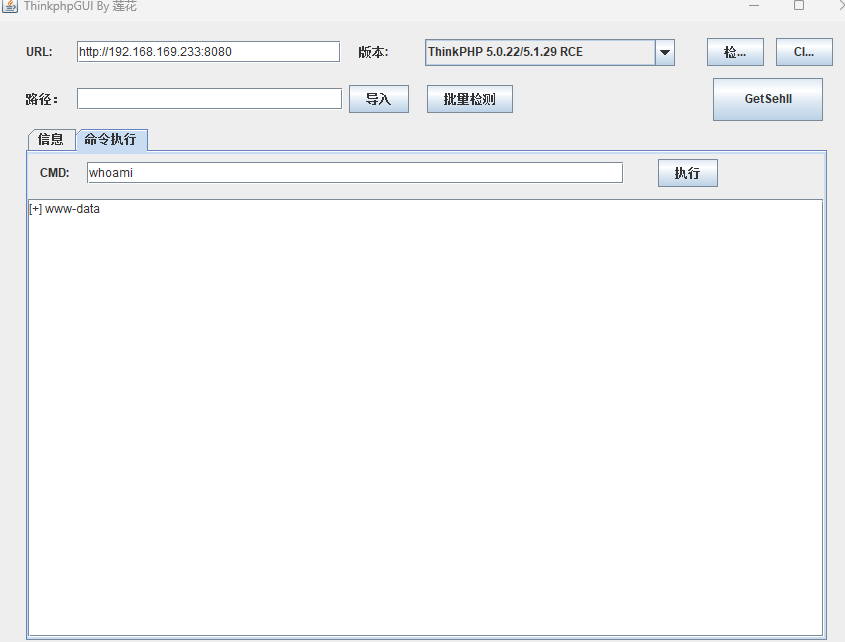 ThinkphpGUI By 莲花
URL: http://192.168.169.233:8080 版本: ThinkPHP 5.0.22/5.1.29 RCE 检... Cl...
路径: 导入 批量检测 GetSehll
信息 命令执行
CMD: whoami 执行
[+] www-data